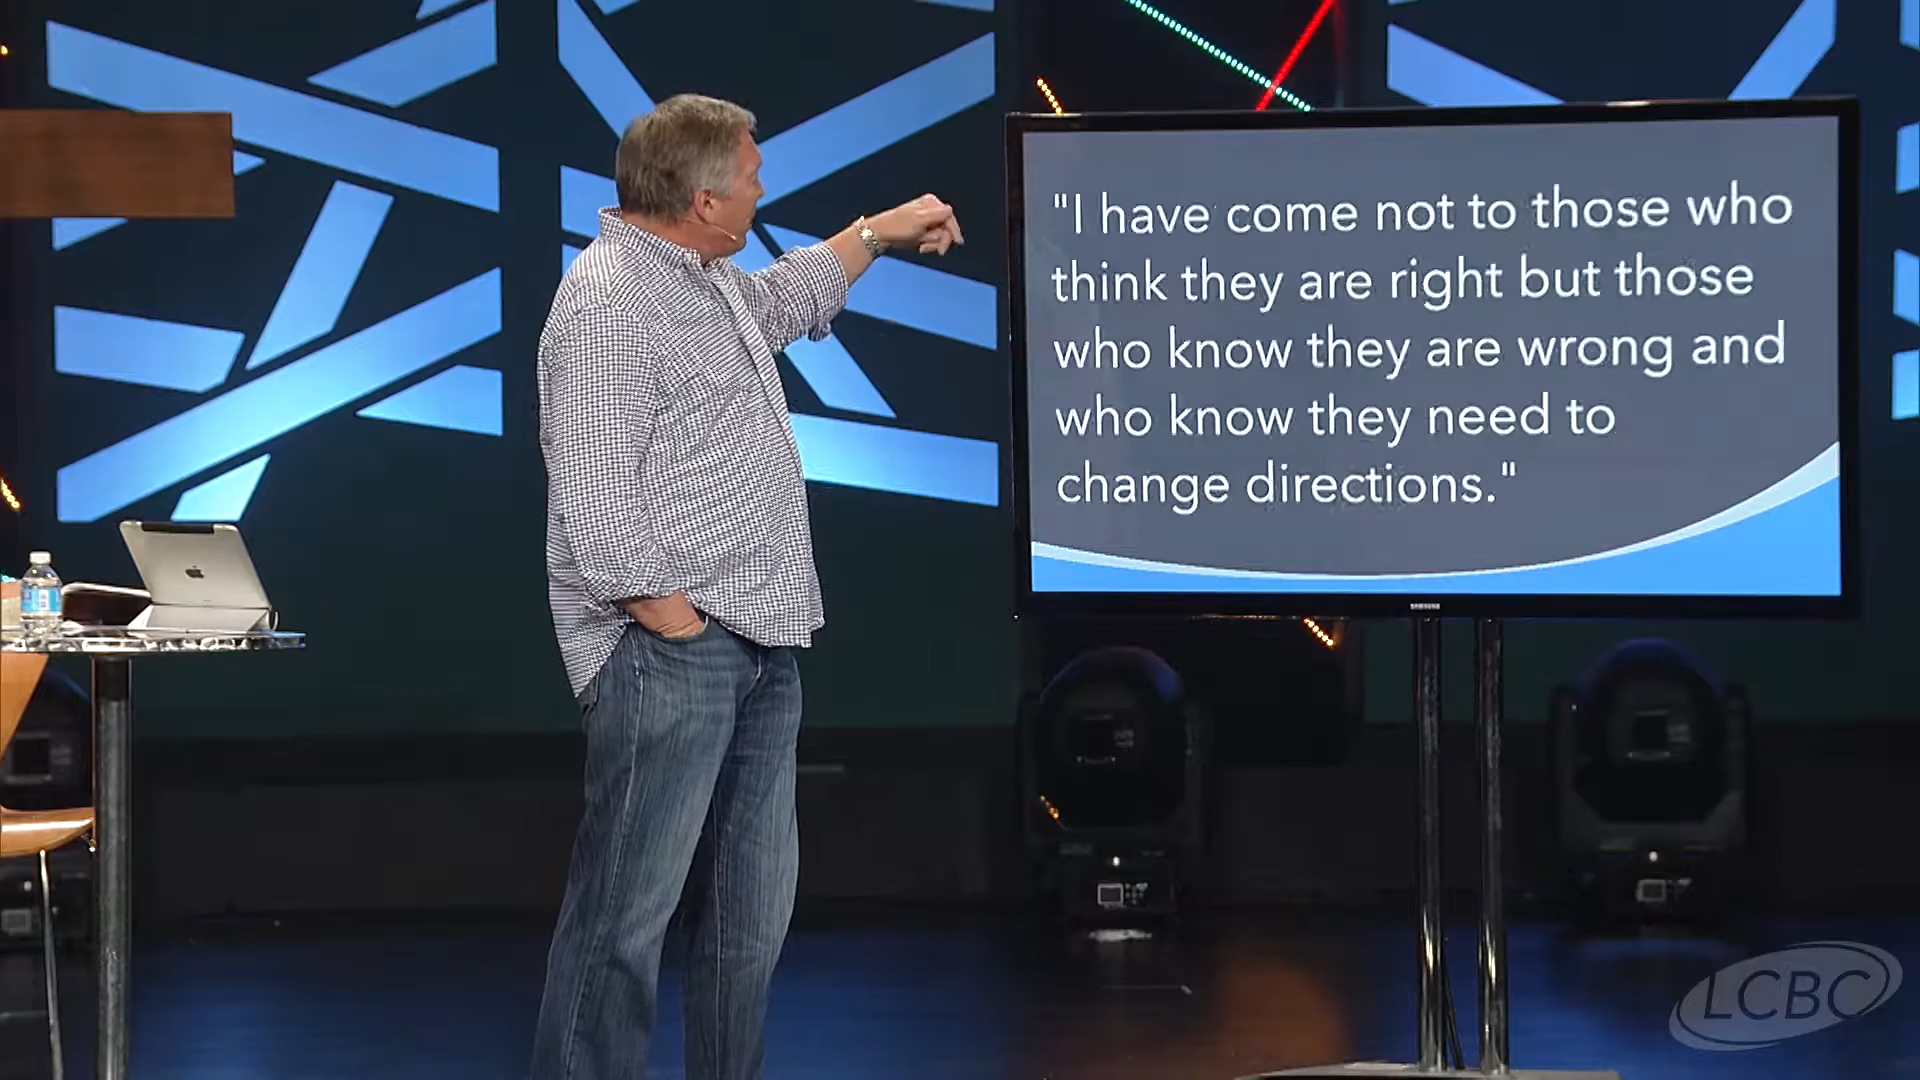 "I have come not to those who
think they are right but those
who know they are wrong and
who know they need to
change directions."
SAMSUNG
LCBC